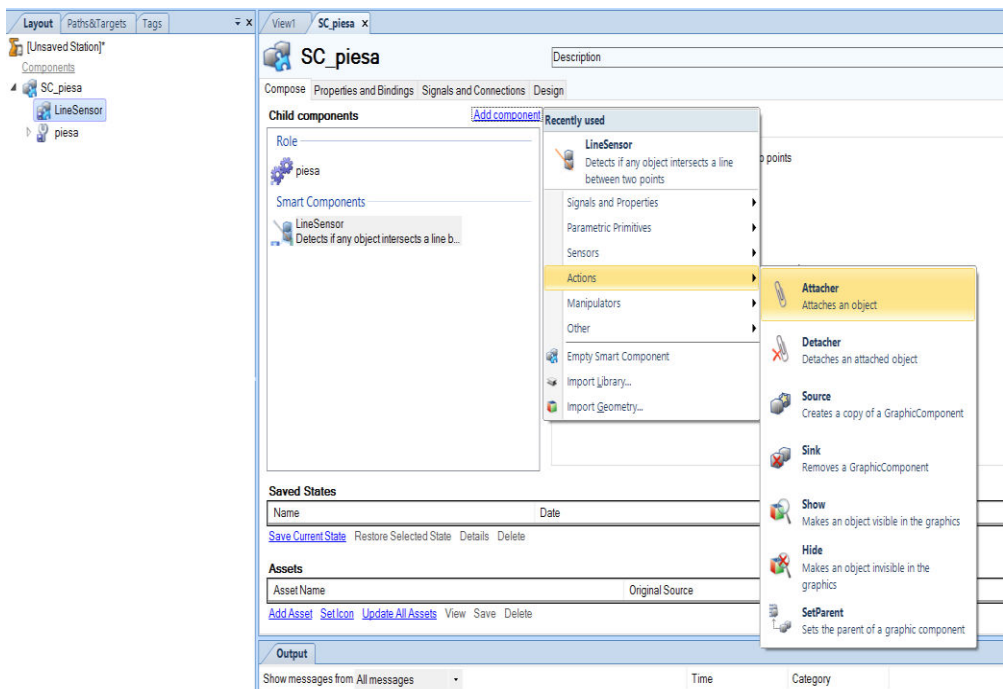 Layout Paths&Targets Tags
[Unsaved Station]*
Components
SC_piesa
LineSensor
piesa
View1 SC_piesa x
SC_piesa
Description
Compose Properties and Bindings Signals and Connections Design
Child components Add component
Role
piesa
Smart Components
LineSensor
Detects if any object intersects a line b...
Recently used
LineSensor
Detects if any object intersects a line
between two points
Signals and Properties
Parametric Primitives
Sensors
Actions
Manipulators
Other
Empty Smart Component
Import Library...
Import Geometry...
o points
Attacher
Attaches an object
Detacher
Detaches an attached object
Source
Creates a copy of a GraphicComponent
Sink
Removes a GraphicComponent
Show
Makes an object visible in the graphics
Hide
Makes an object invisible in the
graphics
SetParent
Sets the parent of a graphic component
Saved States
Name Date
Save Current State Restore Selected State Details Delete
Assets
Asset Name Original Source
Add Asset Set Icon Update All Assets View Save Delete
Output
Show messages from All messages Time Category